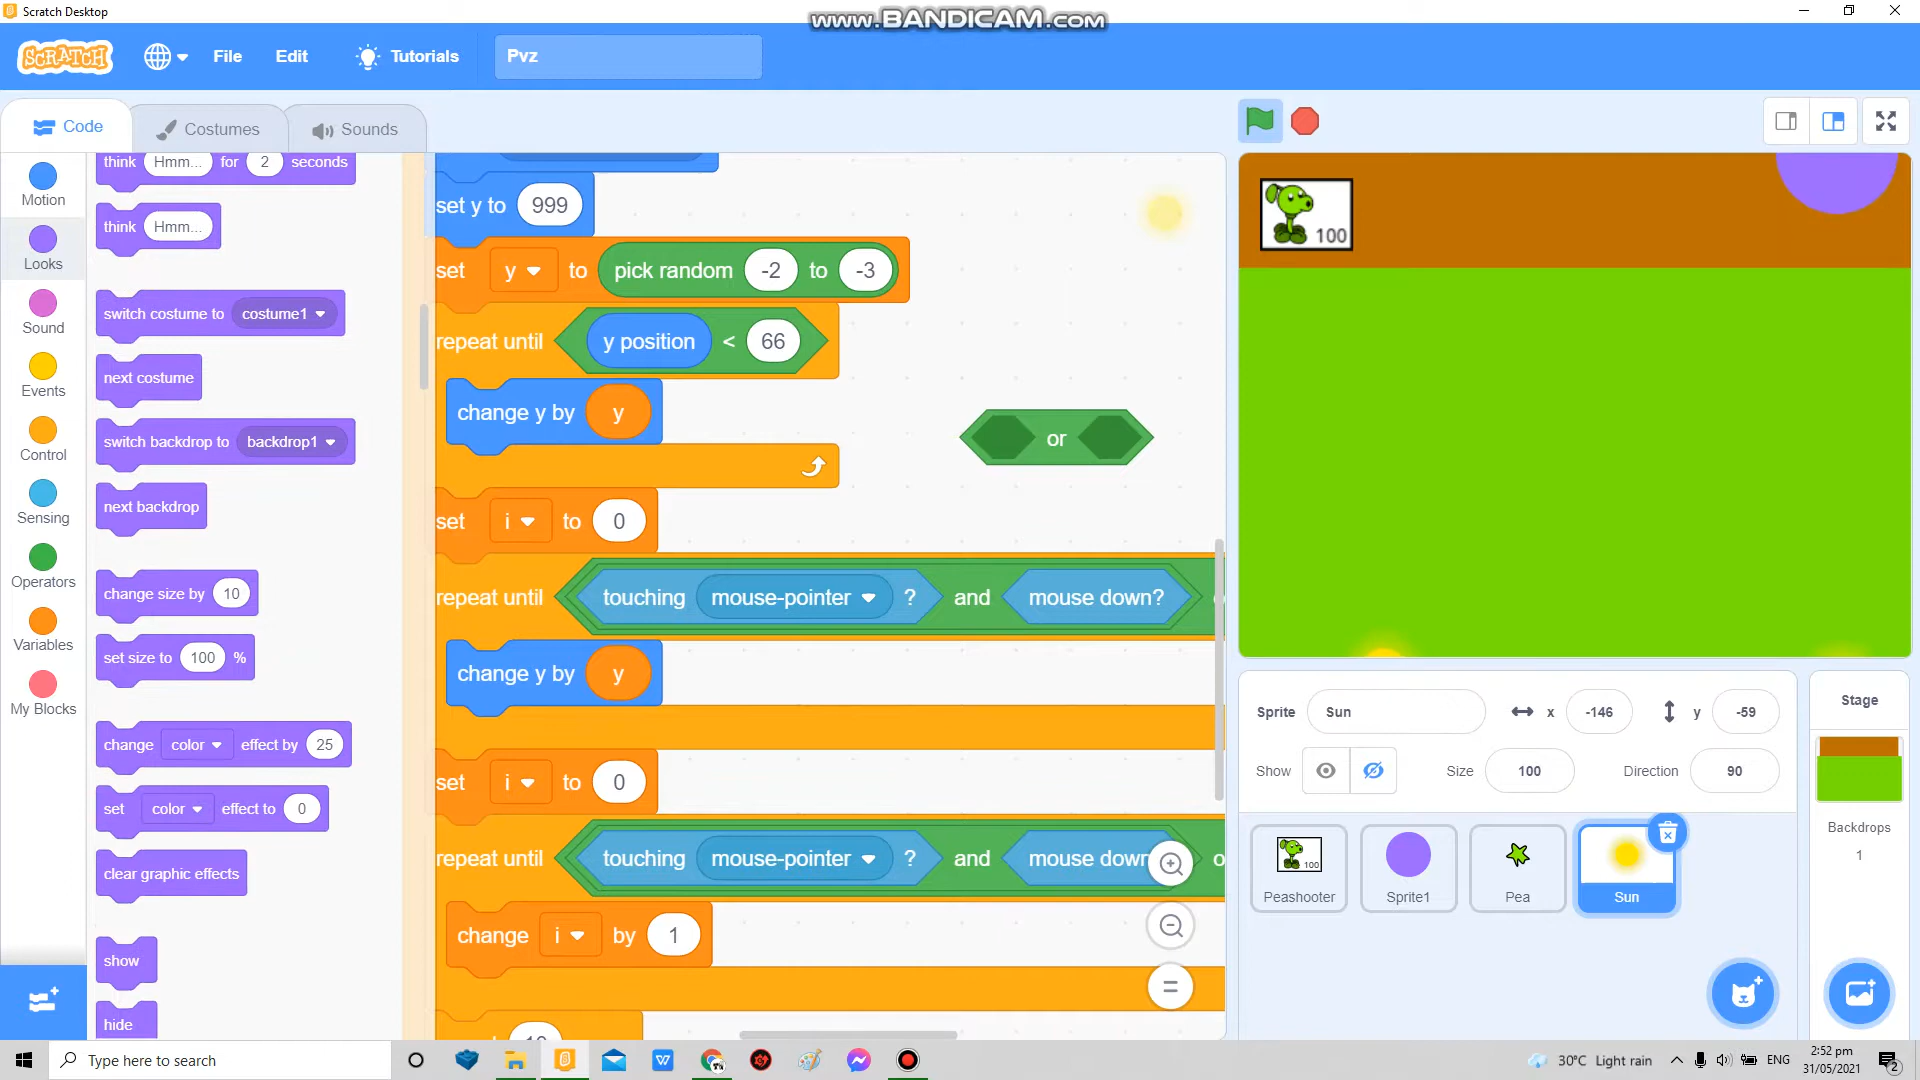 Scratch Desktop
www.BANDICAM.com
SCRATCH
File
Edit
Tutorials
Pvz
Code
Costumes
Sounds
Motion
Looks
Sound
Events
Control
Sensing
Operators
Variables
My Blocks
think Hmm... for 2 seconds
think Hmm...
switch costume to costume1
next costume
switch backdrop to backdrop1
next backdrop
change size by 10
set size to 100 %
change color effect by 25
set color effect to 0
clear graphic effects
show
hide
set y to 999
set y to pick random -2 to -3
repeat until y position < 66
change y by y
or
set i to 0
repeat until touching mouse-pointer ? and mouse down?
change y by y
set i to 0
repeat until touching mouse-pointer ? and mouse down
change i by 1
100
Sprite Sun x -146 y -59
Show Size 100 Direction 90
100
Peashooter
Sprite1
Pea
Sun
Stage
Backdrops
1
Type here to search
30°C Light rain
ENG
2:52 pm
31/05/2021
2